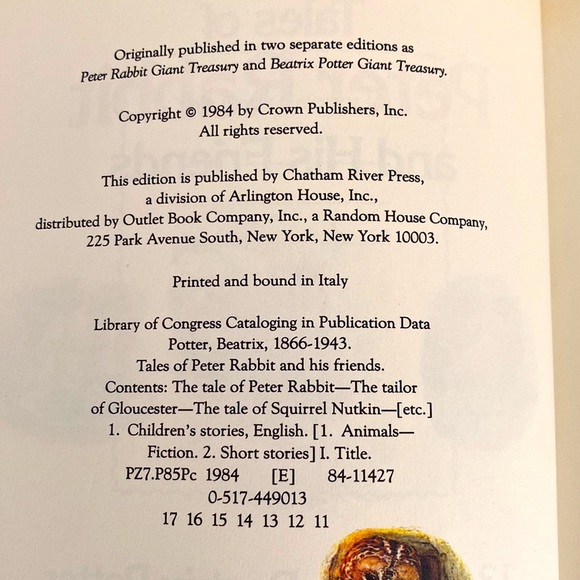 Originally published in two separate editions as
Peter Rabbit Giant Treasury and Beatrix Potter Giant Treasury.
Copyright © 1984 by Crown Publishers, Inc.
All rights reserved.
This edition is published by Chatham River Press,
a division of Arlington House, Inc.,
distributed by Outlet Book Company, Inc., a Random House Company,
225 Park Avenue South, New York, New York 10003.
Printed and bound in Italy
Library of Congress Cataloging in Publication Data
Potter, Beatrix, 1866-1943.
Tales of Peter Rabbit and his friends.
Contents: The tale of Peter Rabbit—The tailor
of Gloucester—The tale of Squirrel Nutkin—[etc.]
1. Children's stories, English. [1. Animals—
Fiction. 2. Short stories] I. Title.
PZ7.P85Pc 1984 [E] 84-11427
0-517-449013
17 16 15 14 13 12 11